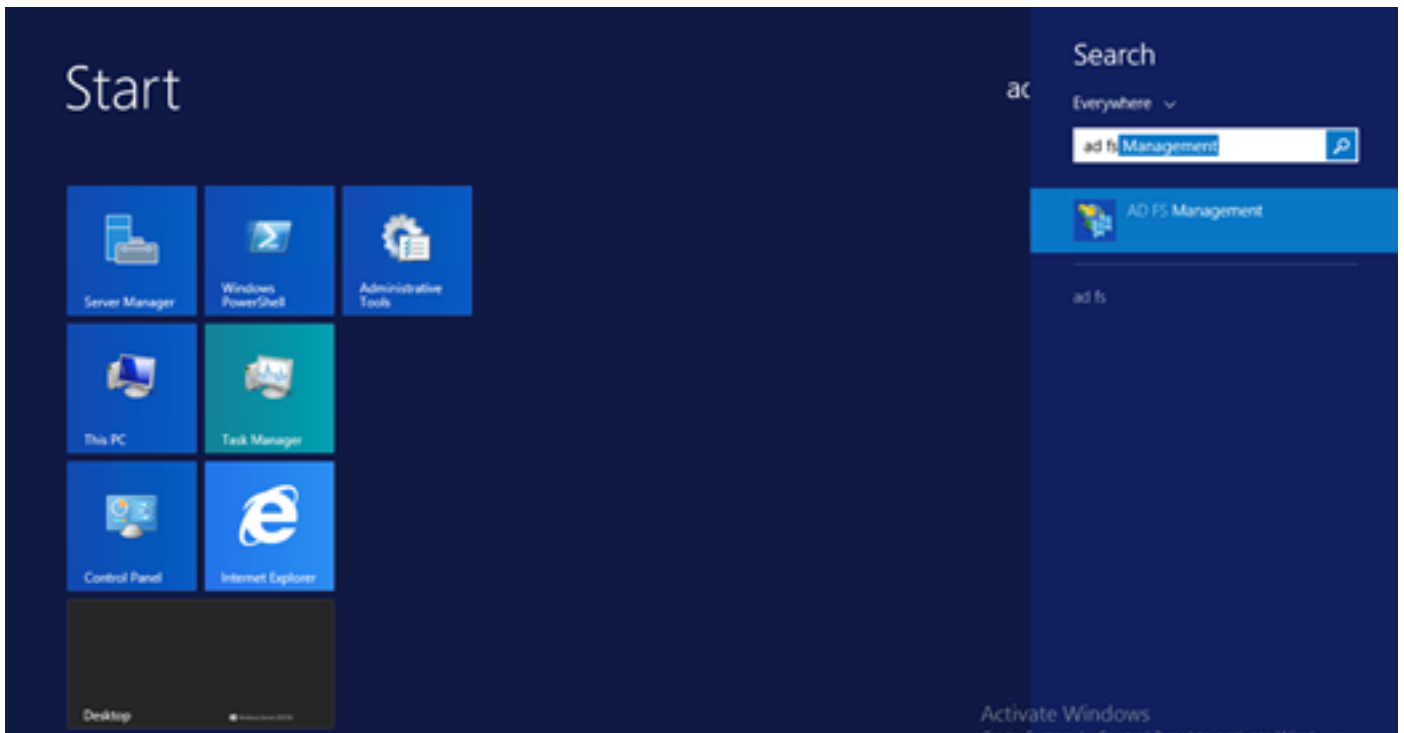 Start
ac
Search
Everywhere
ad fs Management
AD FS Management
ad fs
Server Manager
Windows
PowerShell
Administrative
Tools
This PC
Task Manager
Control Panel
Internet Explorer
Desktop
Activate Windows